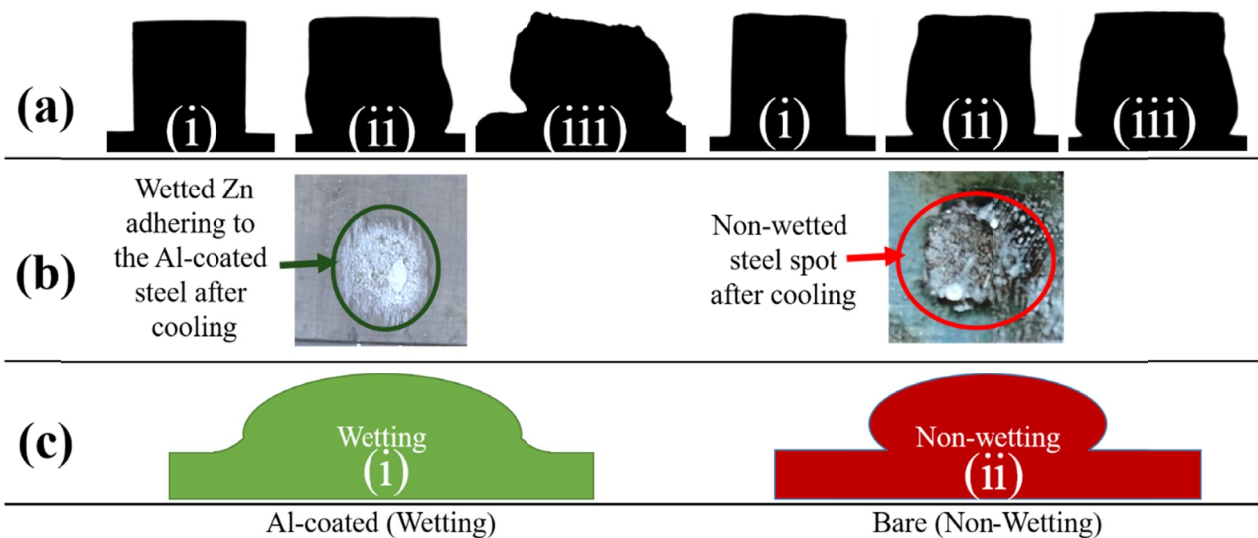 (a)
(i)
(ii)
(iii)
(i)
(ii)
(iii)
(b)
Wetted Zn
adhering to
the Al-coated
steel after
cooling
Non-wetted
steel spot
after cooling
(c)
Wetting
(i)
Non-wetting
(ii)
Al-coated (Wetting)
Bare (Non-Wetting)